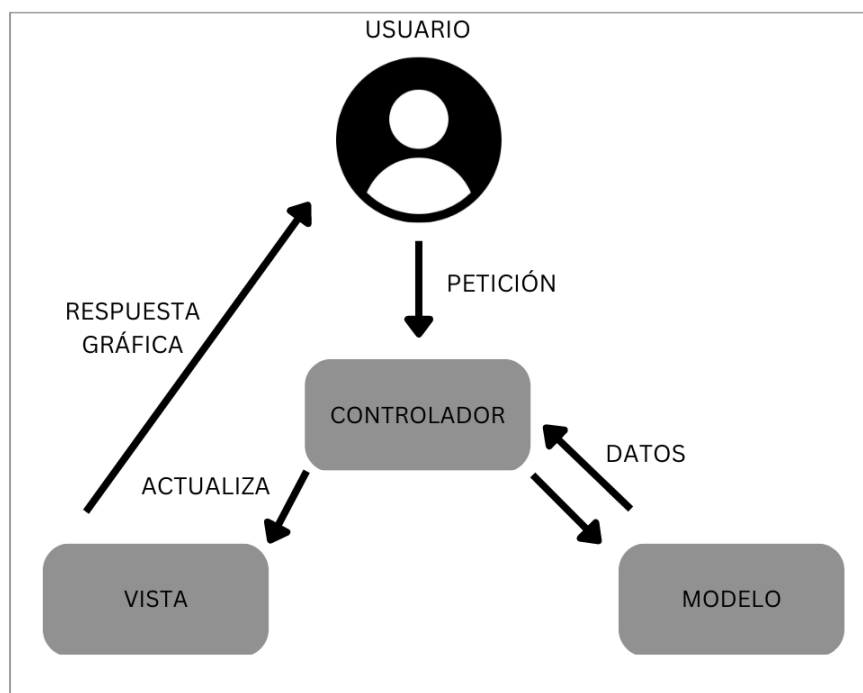 USUARIO
PETICIÓN
RESPUESTA
GRÁFICA
CONTROLADOR
DATOS
ACTUALIZA
VISTA
MODELO